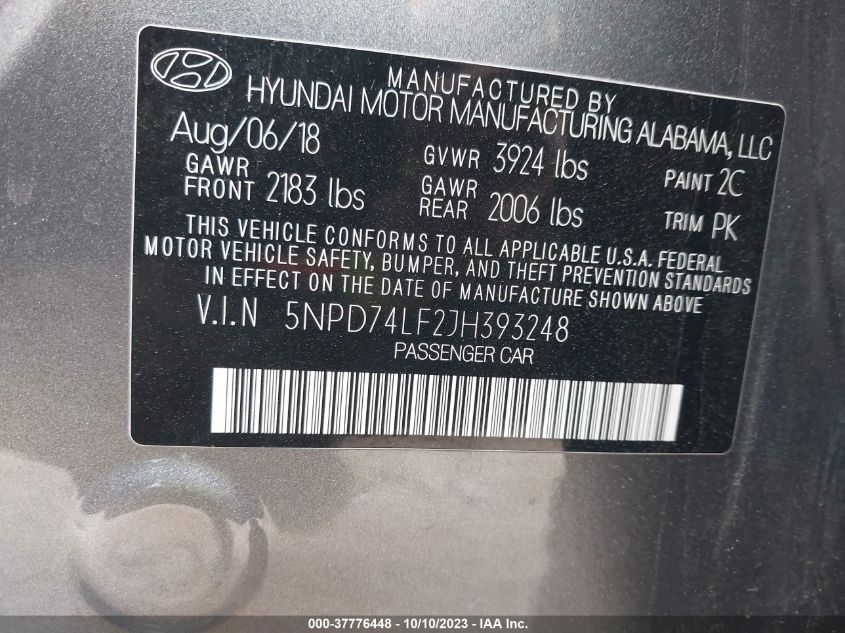 MANUFACTURED BY
HYUNDAI MOTOR MANUFACTURING ALABAMA, LLC
Aug/06/18 GVWR 3924 lbs PAINT 2C
GAWR FRONT 2183 lbs GAWR REAR 2006 lbs TRIM PK
THIS VEHICLE CONFORMS TO ALL APPLICABLE U.S.A. FEDERAL
MOTOR VEHICLE SAFETY, BUMPER, AND THEFT PREVENTION STANDARDS
IN EFFECT ON THE DATE OF MANUFACTURE SHOWN ABOVE
V.I.N 5NPD74LF2JH393248
PASSENGER CAR
000-37776448 - 10/10/2023 - IAA Inc.